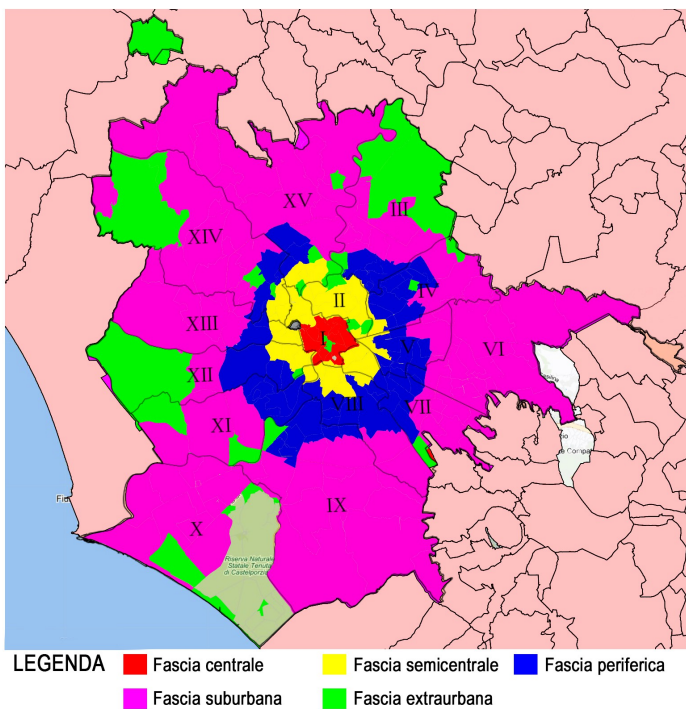 XV
III
XIV
IV
II
XIII
I
V
VI
XII
VIII
VII
XI
Fiu
IX
X
Riserva Naturale
Statale Tenuta
di Castelporziano
LEGENDA
Fascia centrale
Fascia semicentrale
Fascia periferica
Fascia suburbana
Fascia extraurbana